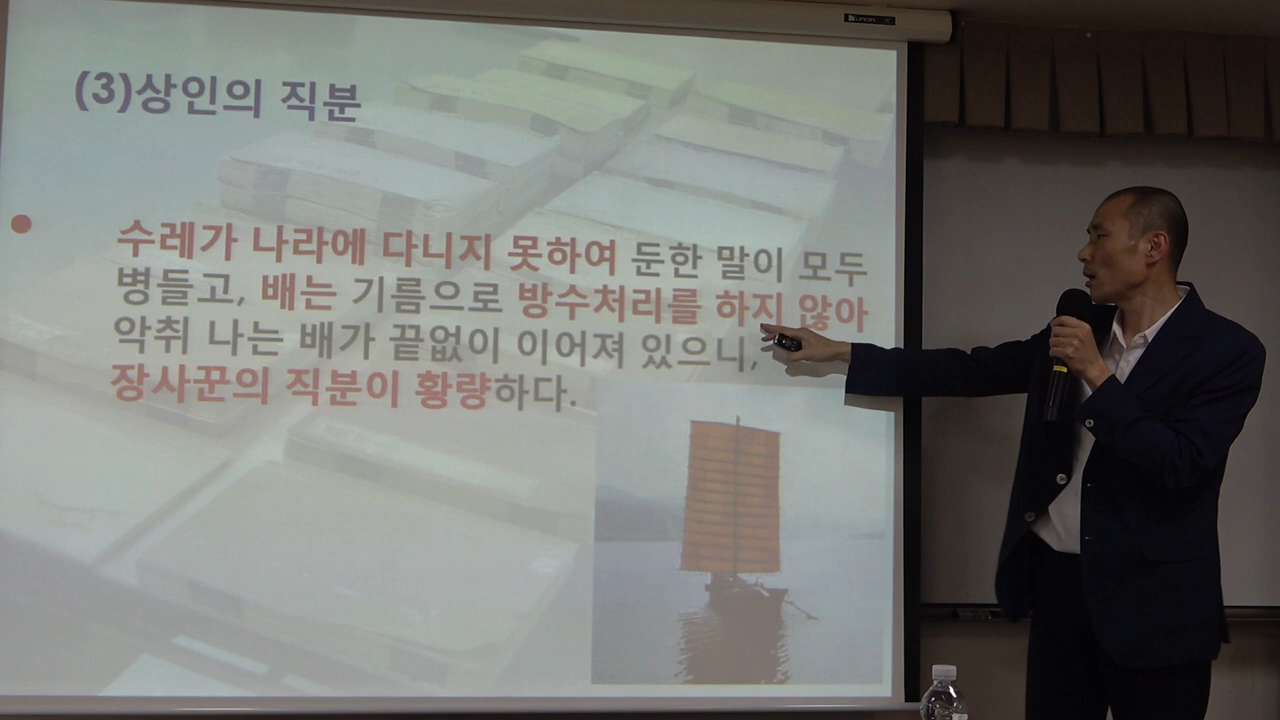 (3)상인의 직분
수레가 나라에 다니지 못하여 둔한 말이 모두
병들고, 배는 기름으로 방수처리를 하지 않아
악취 나는 배가 끝없이 이어져 있으니,
장사꾼의 직분이 황량하다.